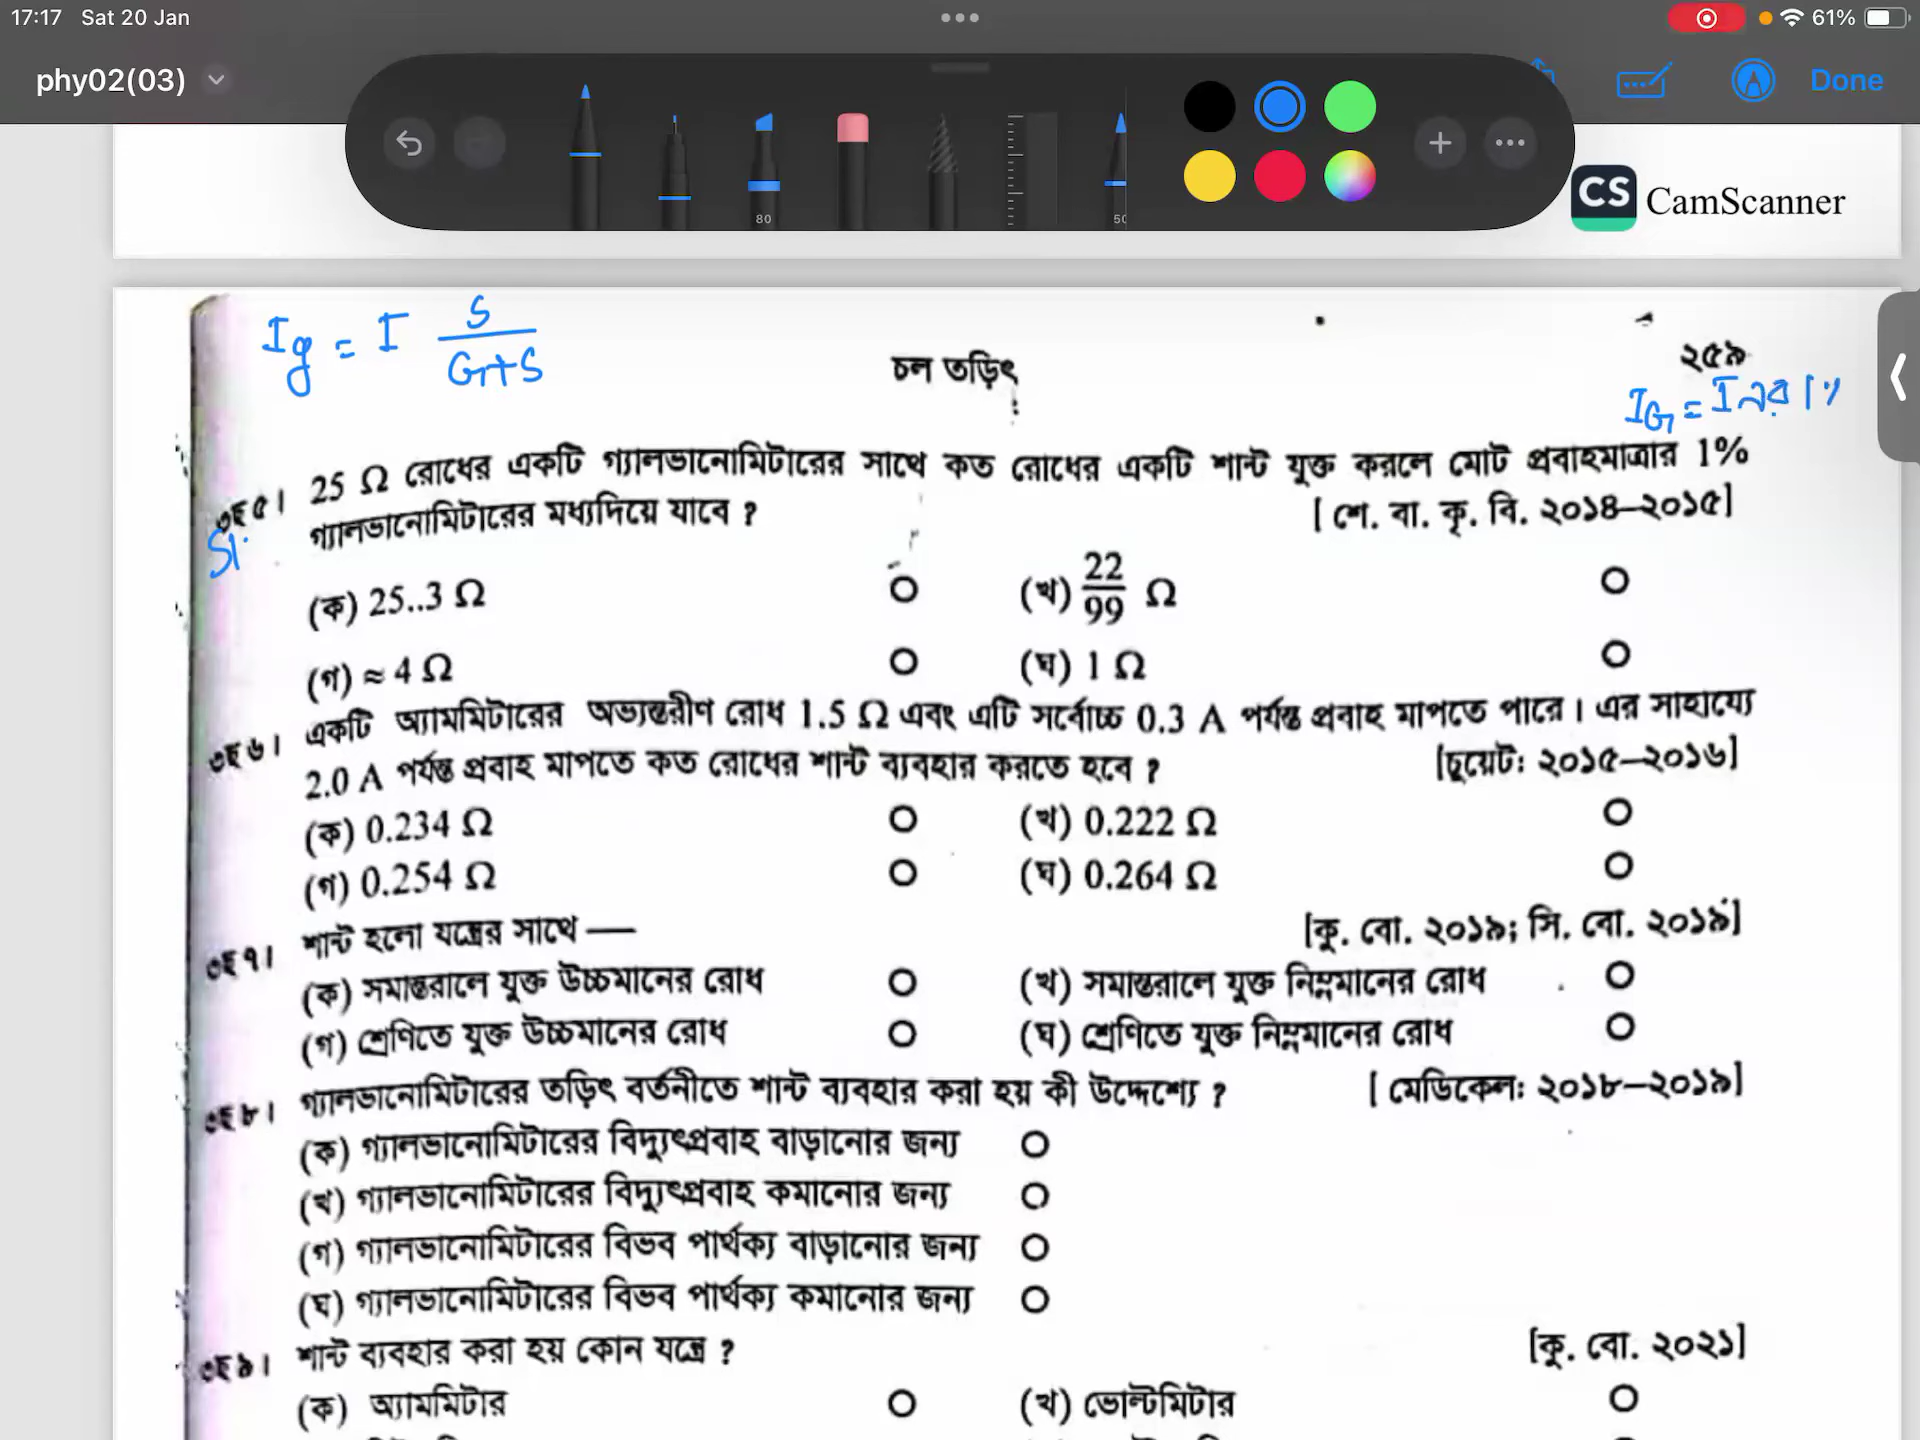 17:17 Sat 20 Jan
61%
phy02(03)
Done
80
50
CS CamScanner
Ig = I S/(G+S)
চল তড়িৎ
২৫৯
IG = I এর 1%
৩৫। 25 Ω রোধের একটি গ্যালভানোমিটারের সাথে কত রোধের একটি শান্ট যুক্ত করলে মোট প্রবাহমাত্রার 1%
গ্যালভানোমিটারের মধ্যদিয়ে যাবে ? [ শে. বা. কৃ. বি. ২০১৪–২০১৫]
(ক) 25..3 Ω (খ) 22/99 Ω
(গ) ≈ 4 Ω (ঘ) 1 Ω
৩৬। একটি অ্যামমিটারের অভ্যন্তরীণ রোধ 1.5 Ω এবং এটি সর্বোচ্চ 0.3 A পর্যন্ত প্রবাহ মাপতে পারে। এর সাহায্যে
2.0 A পর্যন্ত প্রবাহ মাপতে কত রোধের শান্ট ব্যবহার করতে হবে ? [চুয়েট: ২০১৫–২০১৬]
(ক) 0.234 Ω (খ) 0.222 Ω
(গ) 0.254 Ω (ঘ) 0.264 Ω
৩৭। শান্ট হলো যন্ত্রের সাথে — [কু. বো. ২০১৯; সি. বো. ২০১৯]
(ক) সমান্তরালে যুক্ত উচ্চমানের রোধ (খ) সমান্তরালে যুক্ত নিম্নমানের রোধ
(গ) শ্রেণিতে যুক্ত উচ্চমানের রোধ (ঘ) শ্রেণিতে যুক্ত নিম্নমানের রোধ
৩৮। গ্যালভানোমিটারের তড়িৎ বর্তনীতে শান্ট ব্যবহার করা হয় কী উদ্দেশ্যে ? [ মেডিকেল: ২০১৮–২০১৯]
(ক) গ্যালভানোমিটারের বিদ্যুৎপ্রবাহ বাড়ানোর জন্য
(খ) গ্যালভানোমিটারের বিদ্যুৎপ্রবাহ কমানোর জন্য
(গ) গ্যালভানোমিটারের বিভব পার্থক্য বাড়ানোর জন্য
(ঘ) গ্যালভানোমিটারের বিভব পার্থক্য কমানোর জন্য
৩৯। শান্ট ব্যবহার করা হয় কোন যন্ত্রে ? [কু. বো. ২০২১]
(ক) অ্যামমিটার (খ) ভোল্টমিটার